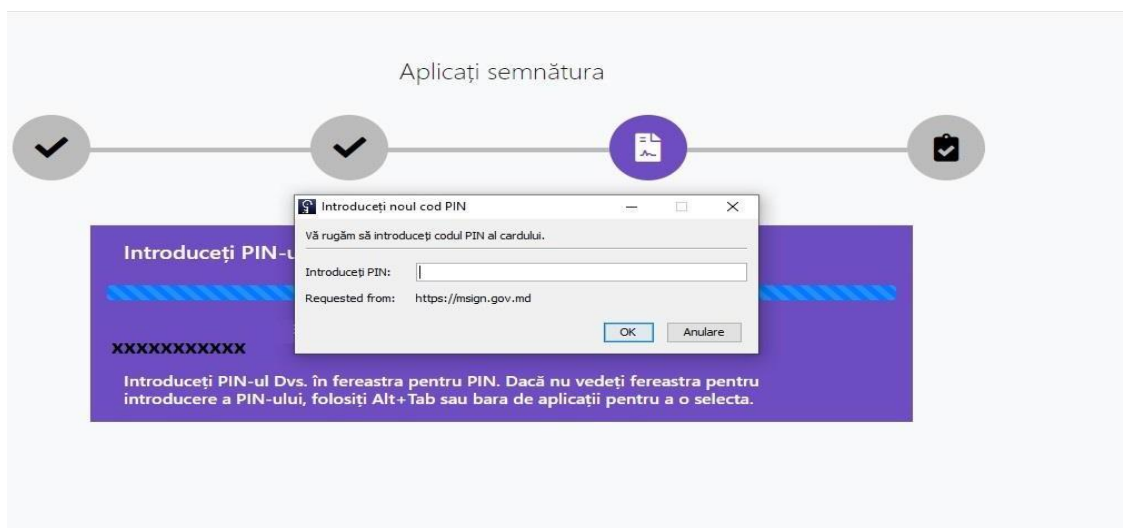 Aplicați semnătura
Introduceți noul cod PIN
Vă rugăm să introduceți codul PIN al cardului.
Introduceți PIN-u
Introduceți PIN:
Requested from: https://msign.gov.md
OK Anulare
xxxxxxxxxxx
Introduceți PIN-ul Dvs. în fereastra pentru PIN. Dacă nu vedeți fereastra pentru
introducere a PIN-ului, folosiți Alt+Tab sau bara de aplicații pentru a o selecta.